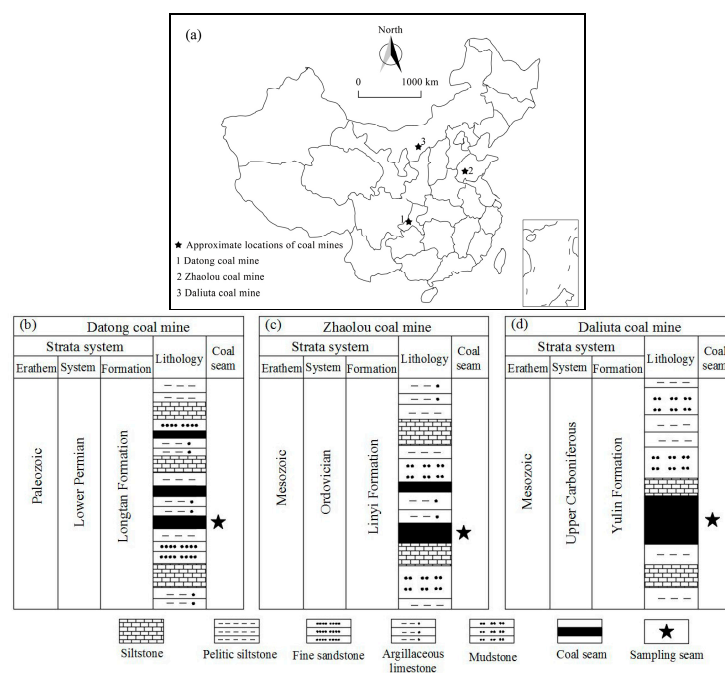 (a)
North
0 1000 km
3
2
1
★ Approximate locations of coal mines
1 Datong coal mine
2 Zhaolou coal mine
3 Daliuta coal mine
(b)
Datong coal mine
Strata system
Lithology
Coal seam
Erathem
System
Formation
Paleozoic
Lower Permian
Longtan Formation
(c)
Zhaolou coal mine
Strata system
Lithology
Coal seam
Erathem
System
Formation
Mesozoic
Ordovician
Linyi Formation
(d)
Daliuta coal mine
Strata system
Lithology
Coal seam
Erathem
System
Formation
Mesozoic
Upper Carboniferous
Yulin Formation
Siltstone
Pelitic siltstone
Fine sandstone
Argillaceous
limestone
Mudstone
Coal seam
Sampling seam